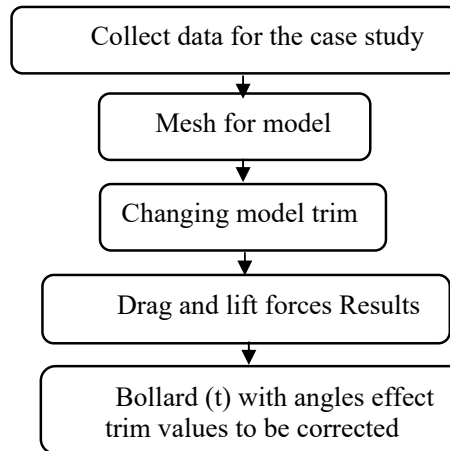 Collect data for the case study
Mesh for model
Changing model trim
Drag and lift forces Results
Bollard (t) with angles effect
trim values to be corrected